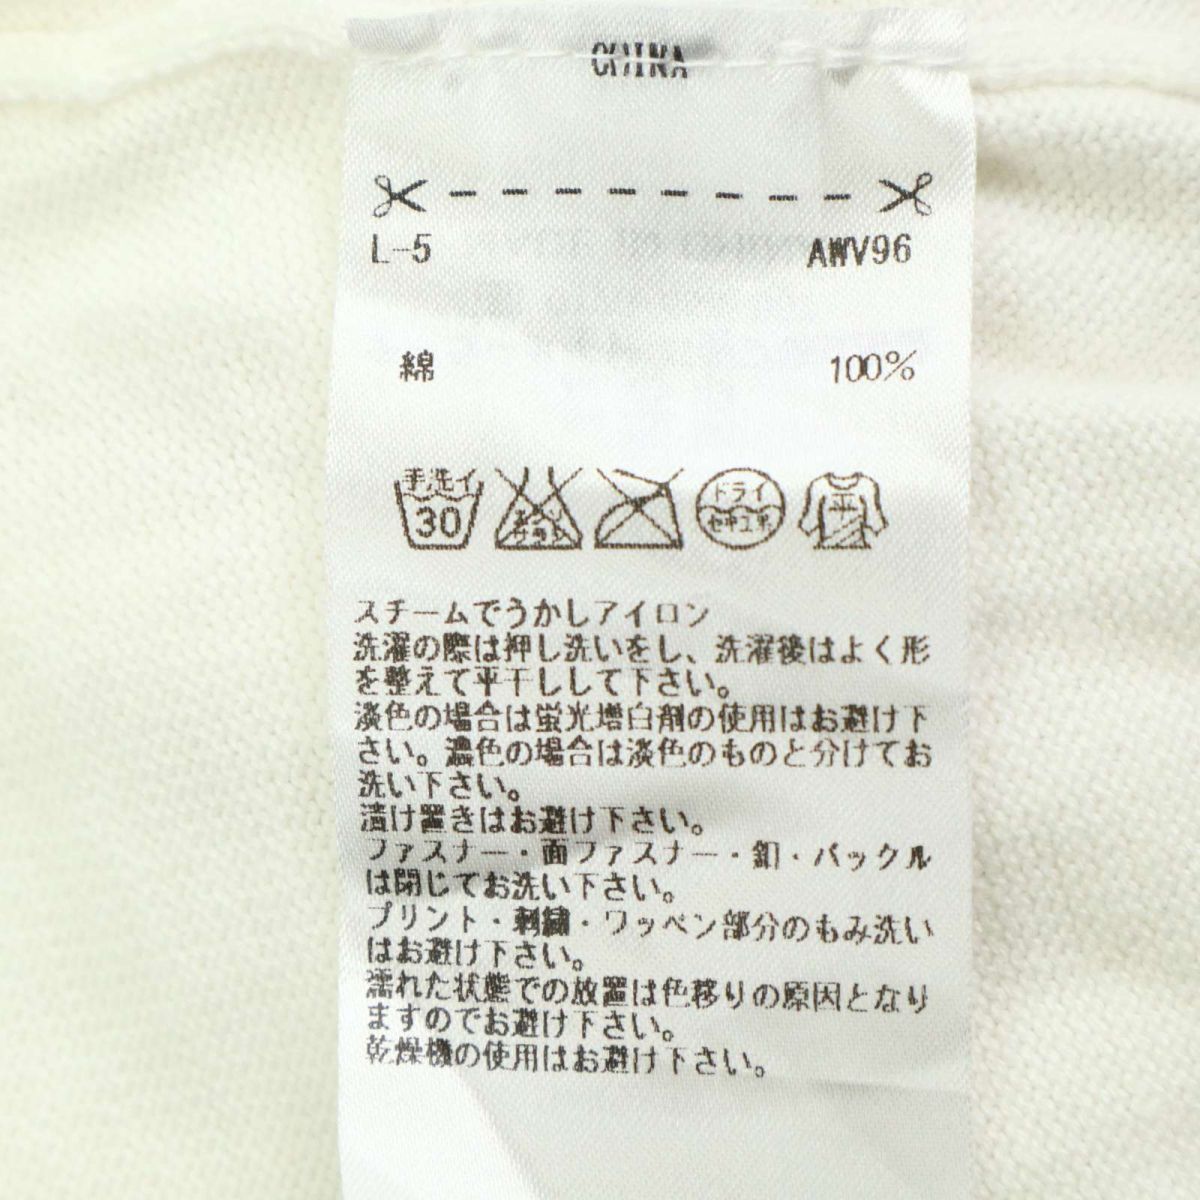 CHINA
L-5 AWV96
綿 100%
手洗イ
30
エンソ
サラシ
ドライ
セキユ系
平
スチームでうかしアイロン
洗濯の際は押し洗いをし、洗濯後はよく形
を整えて平干しして下さい。
淡色の場合は蛍光増白剤の使用はお避け下
さい。濃色の場合は淡色のものと分けてお
洗い下さい。
漬け置きはお避け下さい。
ファスナー・面ファスナー・釦・バックル
は閉じてお洗い下さい。
プリント・刺繍・ワッペン部分のもみ洗い
はお避け下さい。
濡れた状態での放置は色移りの原因となり
ますのでお避け下さい。
乾燥機の使用はお避け下さい。